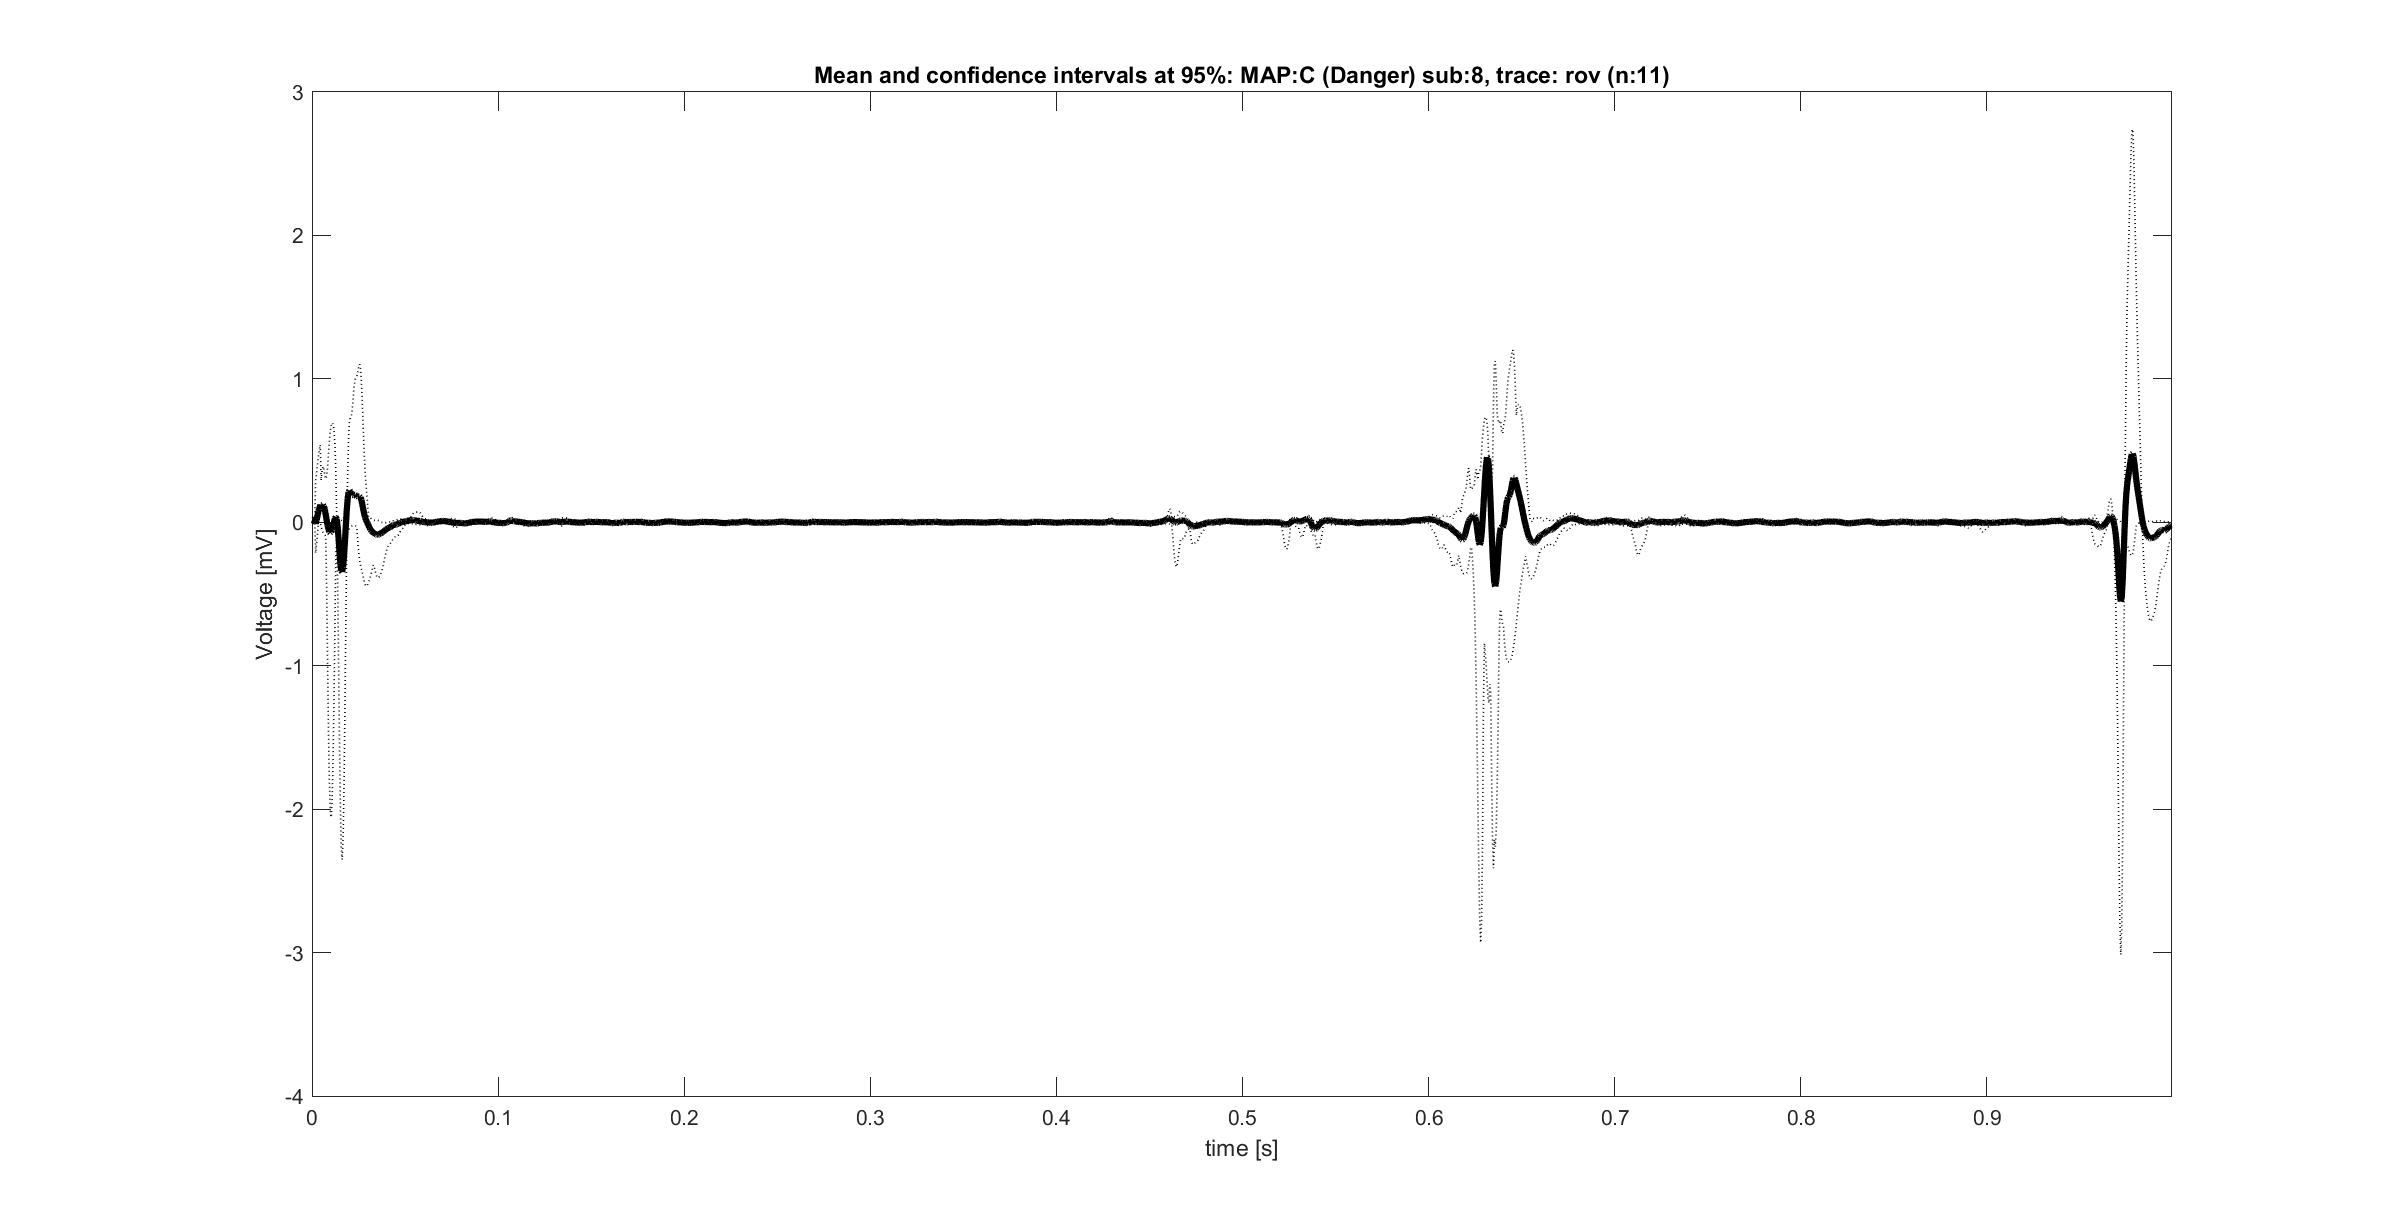 Mean and confidence intervals at 95%: MAP:C (Danger) sub:8, trace: rov (n:11)
3
2
1
0
-1
-2
-3
-4
Voltage [mV]
0 0.1 0.2 0.3 0.4 0.5 0.6 0.7 0.8 0.9
time [s]